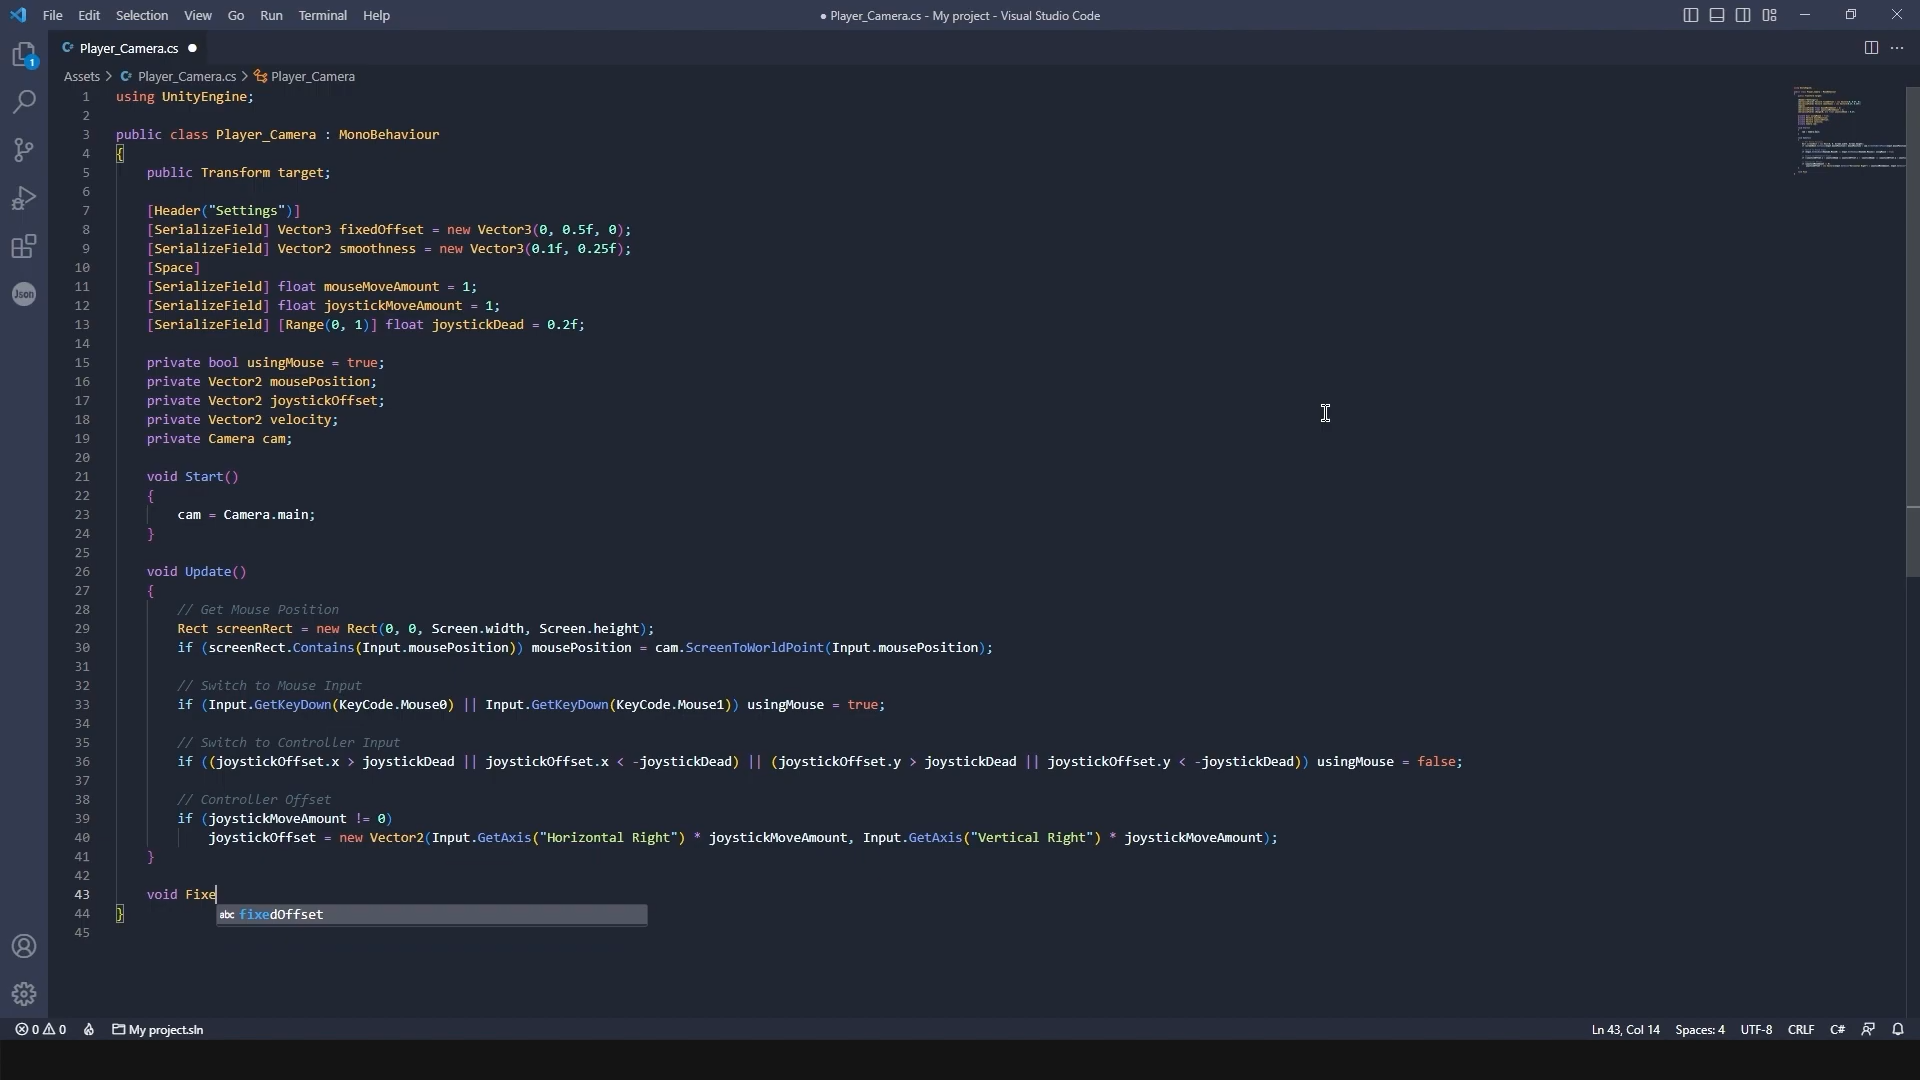 File Edit Selection View Go Run Terminal Help
● Player_Camera.cs - My project - Visual Studio Code
C# Player_Camera.cs ●
Assets > C# Player_Camera.cs > Player_Camera
1
1 using UnityEngine;
2
3 public class Player_Camera : MonoBehaviour
4 {
5 public Transform target;
6
7 [Header("Settings")]
8 [SerializeField] Vector3 fixedOffset = new Vector3(0, 0.5f, 0);
9 [SerializeField] Vector2 smoothness = new Vector3(0.1f, 0.25f);
10 [Space]
11 [SerializeField] float mouseMoveAmount = 1;
12 [SerializeField] float joystickMoveAmount = 1;
13 [SerializeField] [Range(0, 1)] float joystickDead = 0.2f;
14
15 private bool usingMouse = true;
16 private Vector2 mousePosition;
17 private Vector2 joystickOffset;
18 private Vector2 velocity;
19 private Camera cam;
20
21 void Start()
22 {
23 cam = Camera.main;
24 }
25
26 void Update()
27 {
28 // Get Mouse Position
29 Rect screenRect = new Rect(0, 0, Screen.width, Screen.height);
30 if (screenRect.Contains(Input.mousePosition)) mousePosition = cam.ScreenToWorldPoint(Input.mousePosition);
31
32 // Switch to Mouse Input
33 if (Input.GetKeyDown(KeyCode.Mouse0) || Input.GetKeyDown(KeyCode.Mouse1)) usingMouse = true;
34
35 // Switch to Controller Input
36 if ((joystickOffset.x > joystickDead || joystickOffset.x < -joystickDead) || (joystickOffset.y > joystickDead || joystickOffset.y < -joystickDead)) usingMouse = false;
37
38 // Controller Offset
39 if (joystickMoveAmount != 0)
40 joystickOffset = new Vector2(Input.GetAxis("Horizontal Right") * joystickMoveAmount, Input.GetAxis("Vertical Right") * joystickMoveAmount);
41 }
42
43 void Fixe
abc fixedOffset
44 }
45
Json
0 0 My project.sln
Ln 43, Col 14 Spaces: 4 UTF-8 CRLF C#